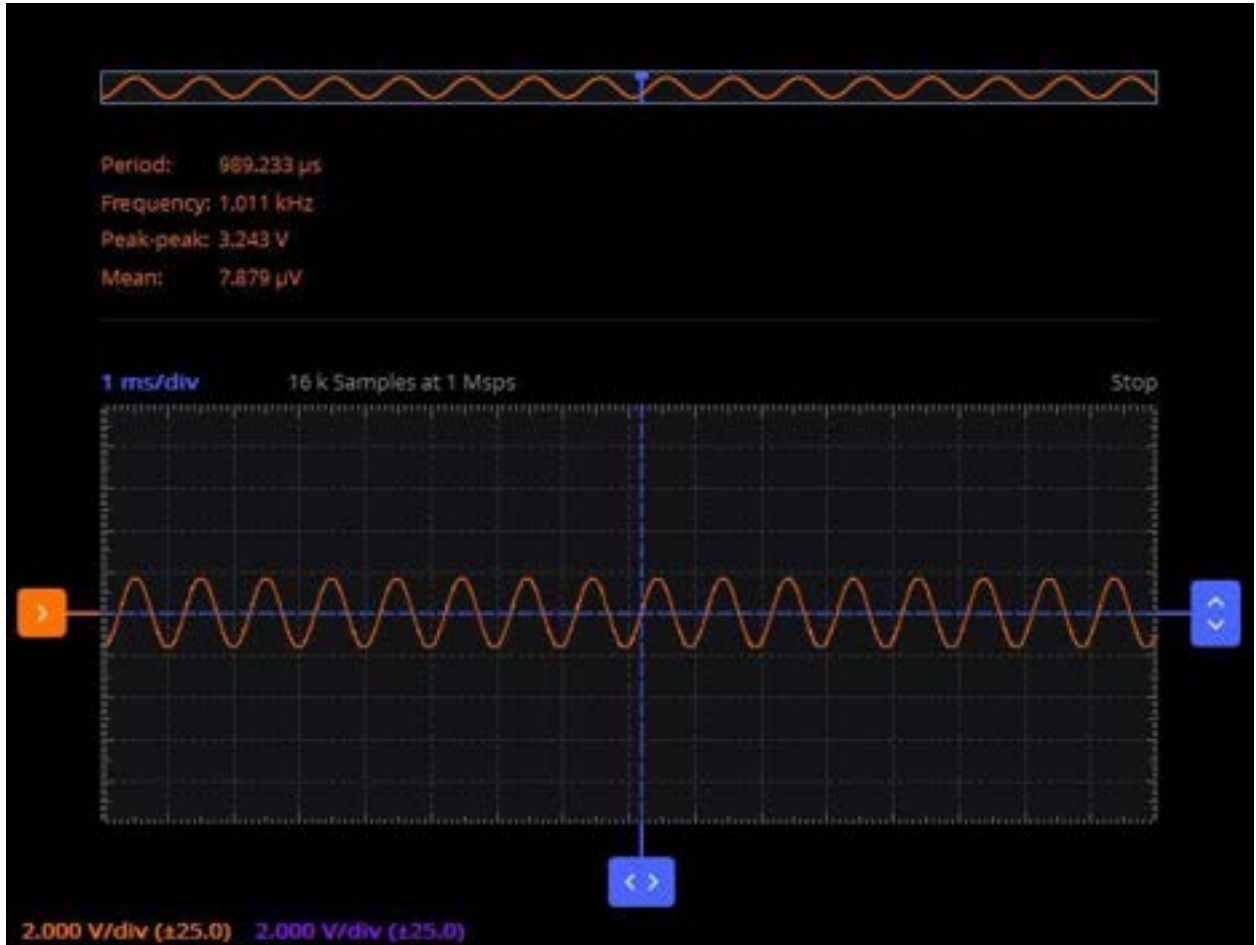 Period: 989.233 µs
Frequency: 1.011 kHz
Peak-peak: 3.243 V
Mean: 7.879 µV
1 ms/div 16 k Samples at 1 Msps Stop
2.000 V/div (±25.0) 2.000 V/div (±25.0)